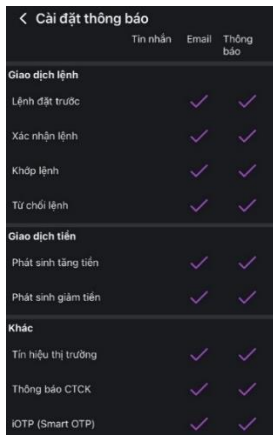 Cài đặt thông báo
Tin nhắn Email Thông
báo
Giao dịch lệnh
Lệnh đặt trước
Xác nhận lệnh
Khớp lệnh
Từ chối lệnh
Giao dịch tiền
Phát sinh tăng tiền
Phát sinh giảm tiền
Khác
Tín hiệu thị trường
Thông báo CTCK
iOTP (Smart OTP)